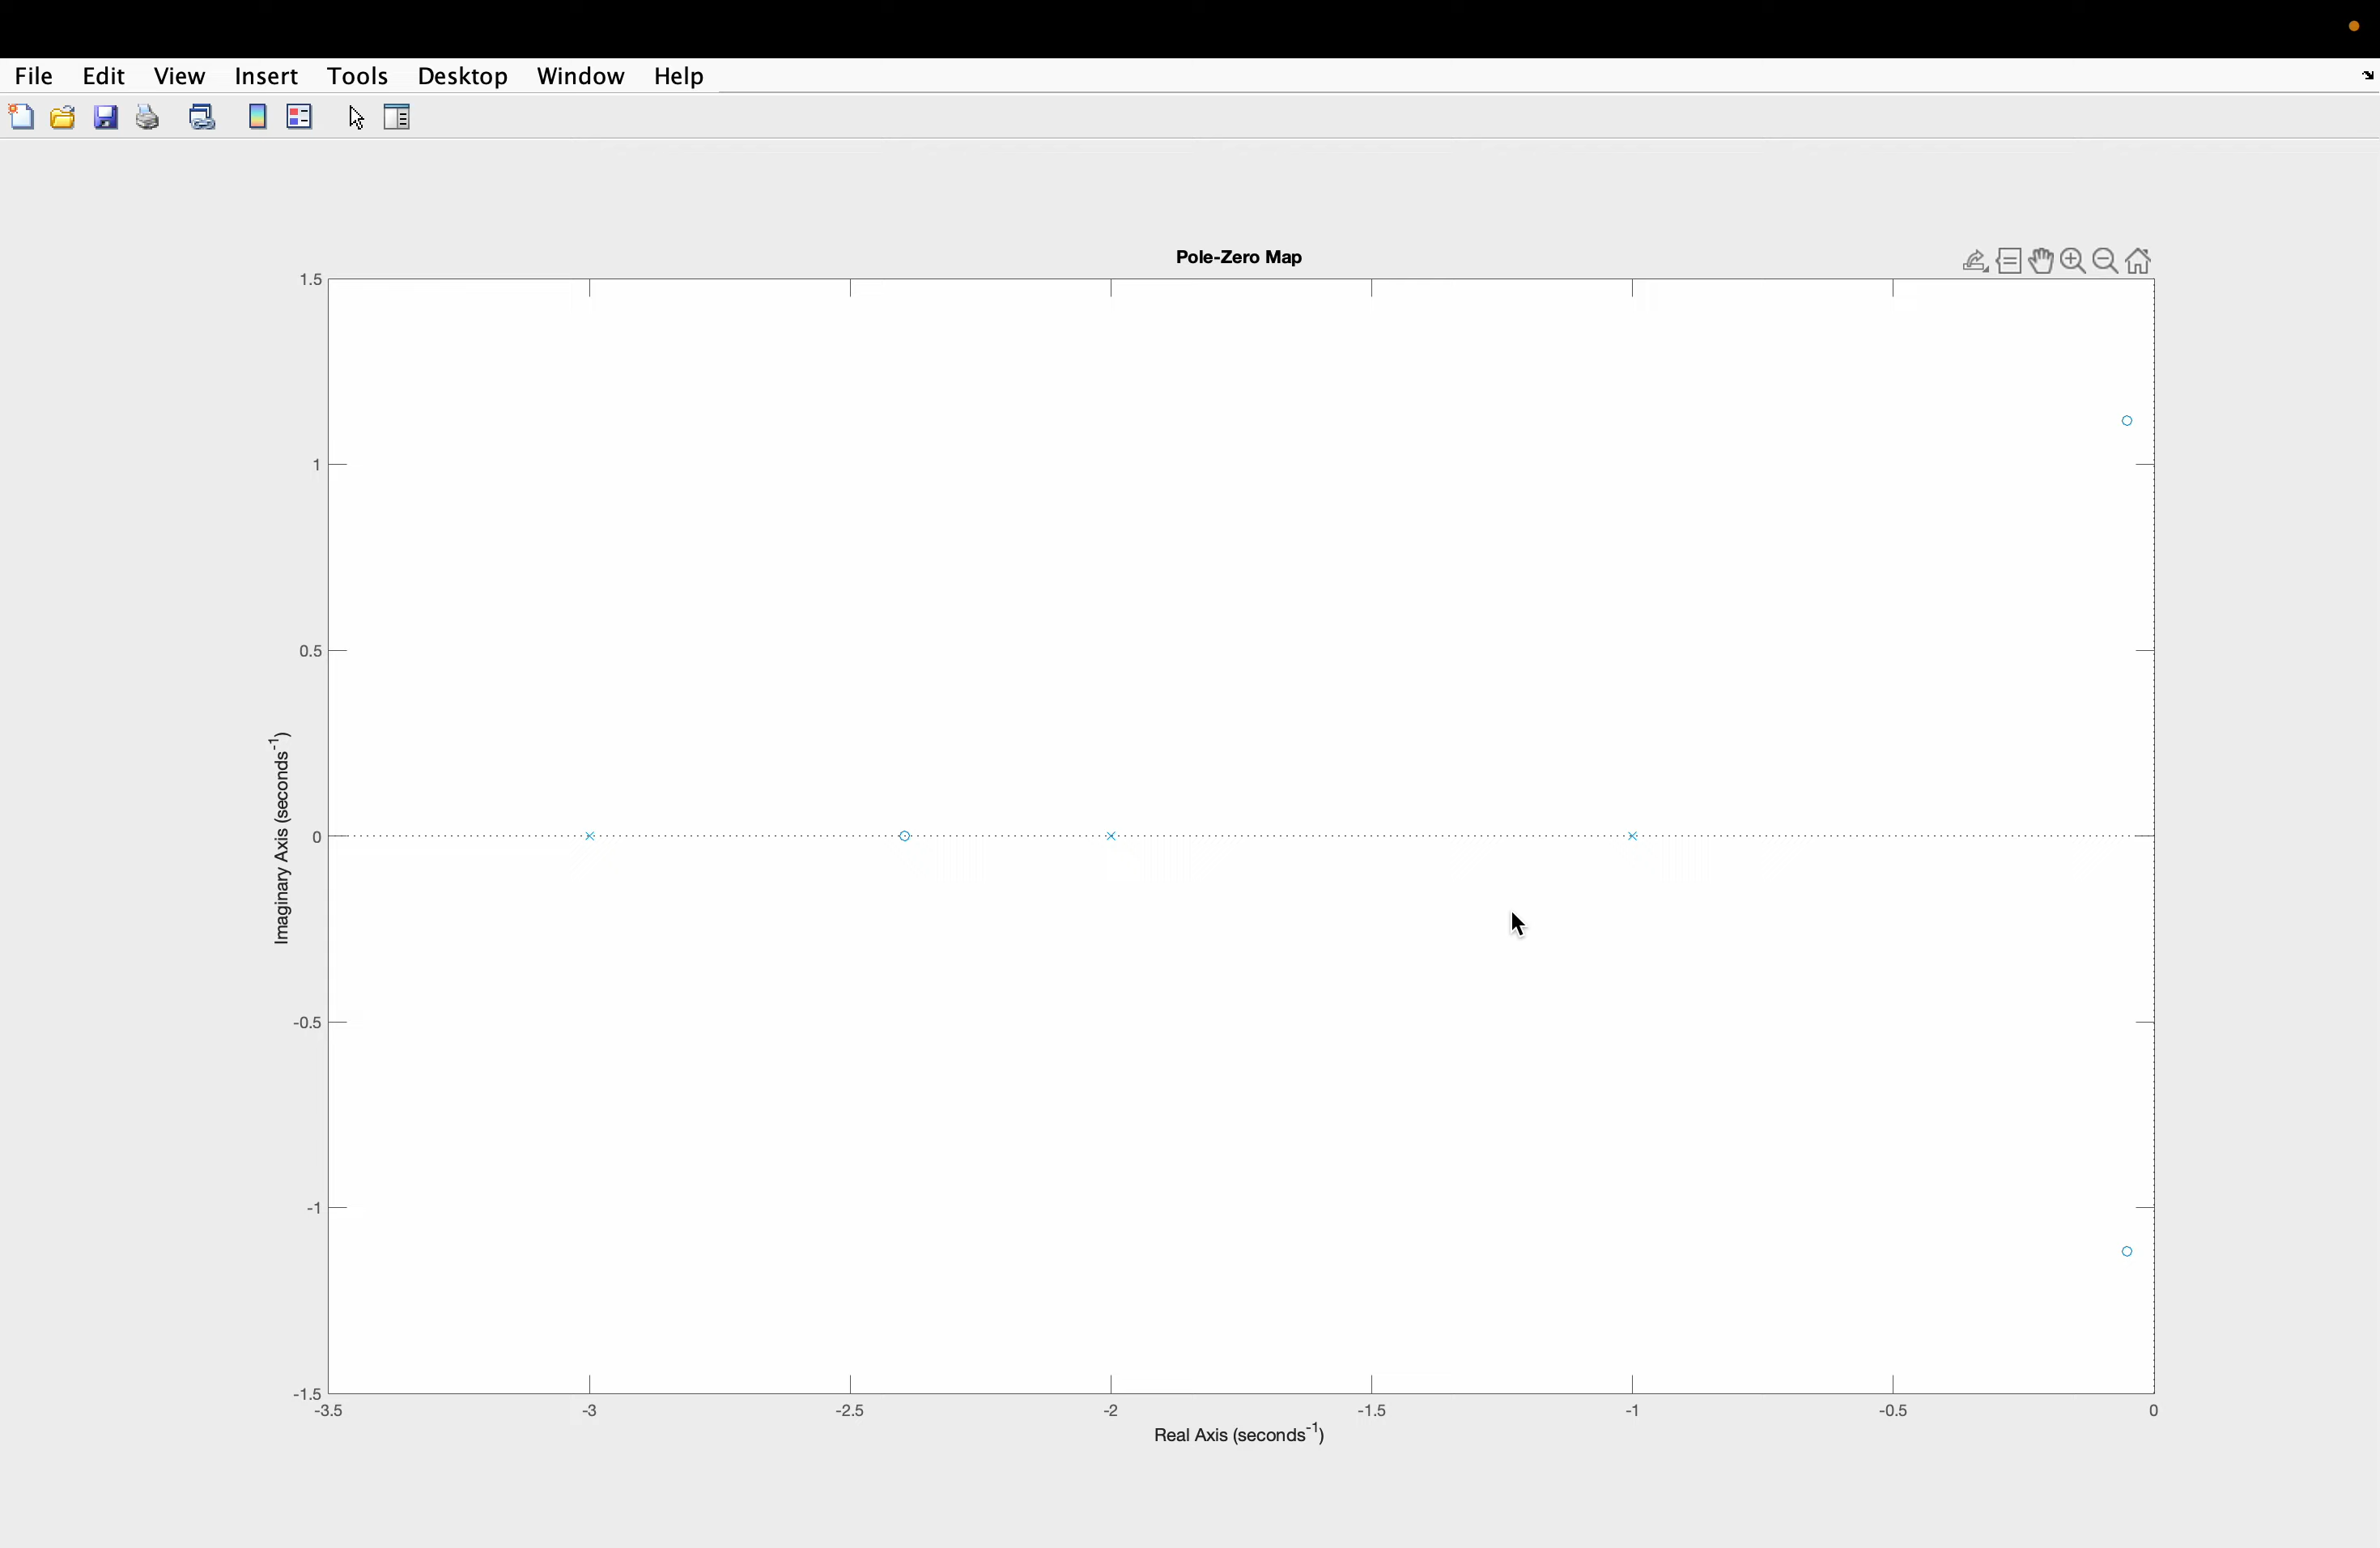 File Edit View Insert Tools Desktop Window Help
Pole-Zero Map
1.5
1
0.5
0
-0.5
-1
-1.5
Imaginary Axis (seconds⁻¹)
-3.5 -3 -2.5 -2 -1.5 -1 -0.5 0
Real Axis (seconds⁻¹)